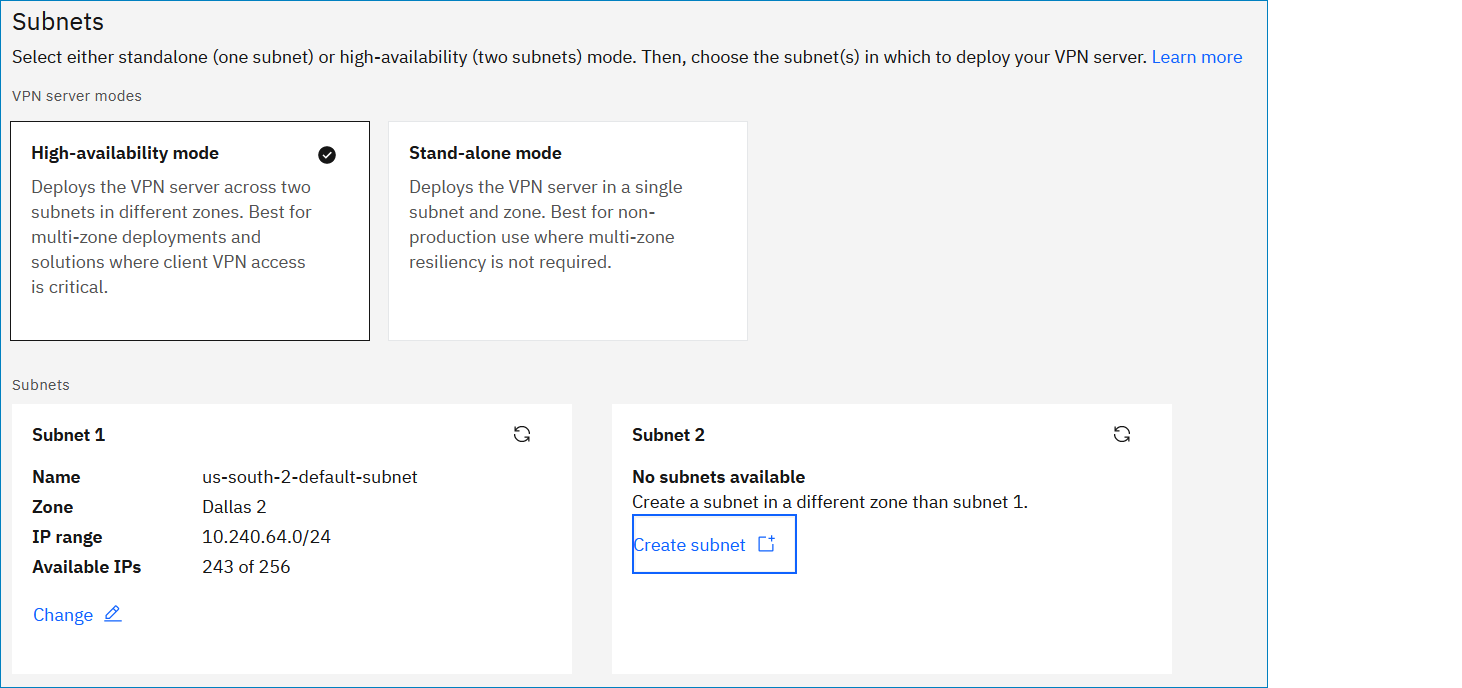 Subnets
Select either standalone (one subnet) or high-availability (two subnets) mode. Then, choose the subnet(s) in which to deploy your VPN server. Learn more
VPN server modes
High-availability mode
Deploys the VPN server across two
subnets in different zones. Best for
multi-zone deployments and
solutions where client VPN access
is critical.
Stand-alone mode
Deploys the VPN server in a single
subnet and zone. Best for non-
production use where multi-zone
resiliency is not required.
Subnets
Subnet 1
Name us-south-2-default-subnet
Zone Dallas 2
IP range 10.240.64.0/24
Available IPs 243 of 256
Change
Subnet 2
No subnets available
Create a subnet in a different zone than subnet 1.
Create subnet